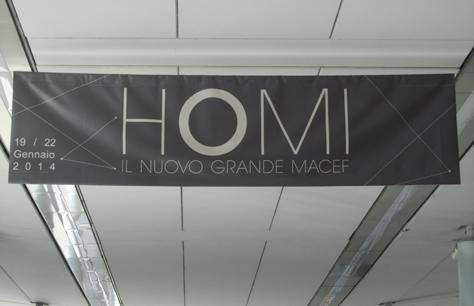 HOMI
IL NUOVO GRANDE MACEF
19 / 22
Gennaio
2014